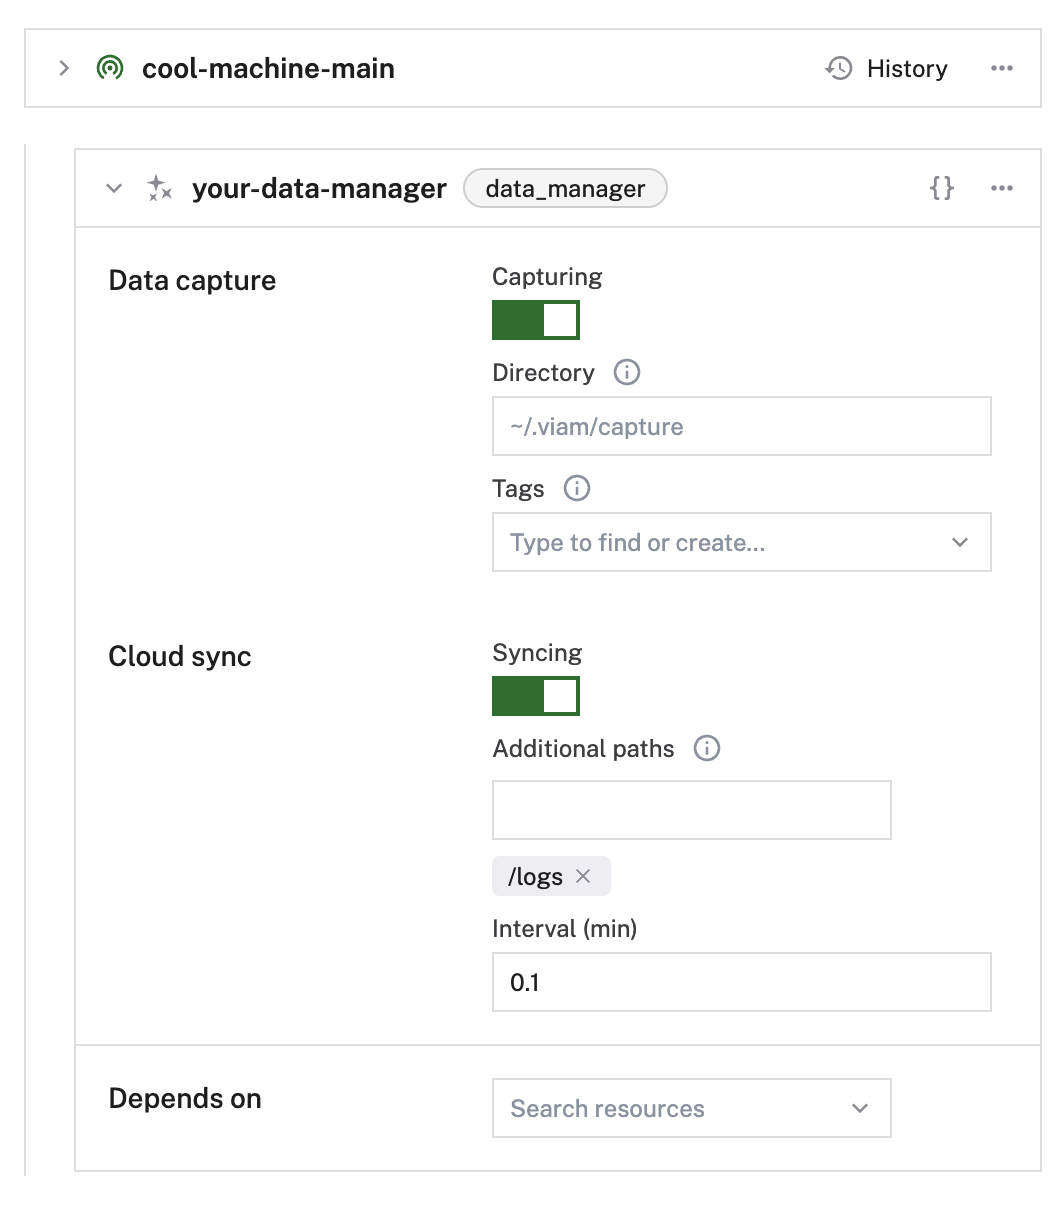 cool-machine-main History
your-data-manager data_manager {}
Data capture
Capturing
Directory
~/.viam/capture
Tags
Type to find or create...
Cloud sync
Syncing
Additional paths
/logs
Interval (min)
0.1
Depends on
Search resources